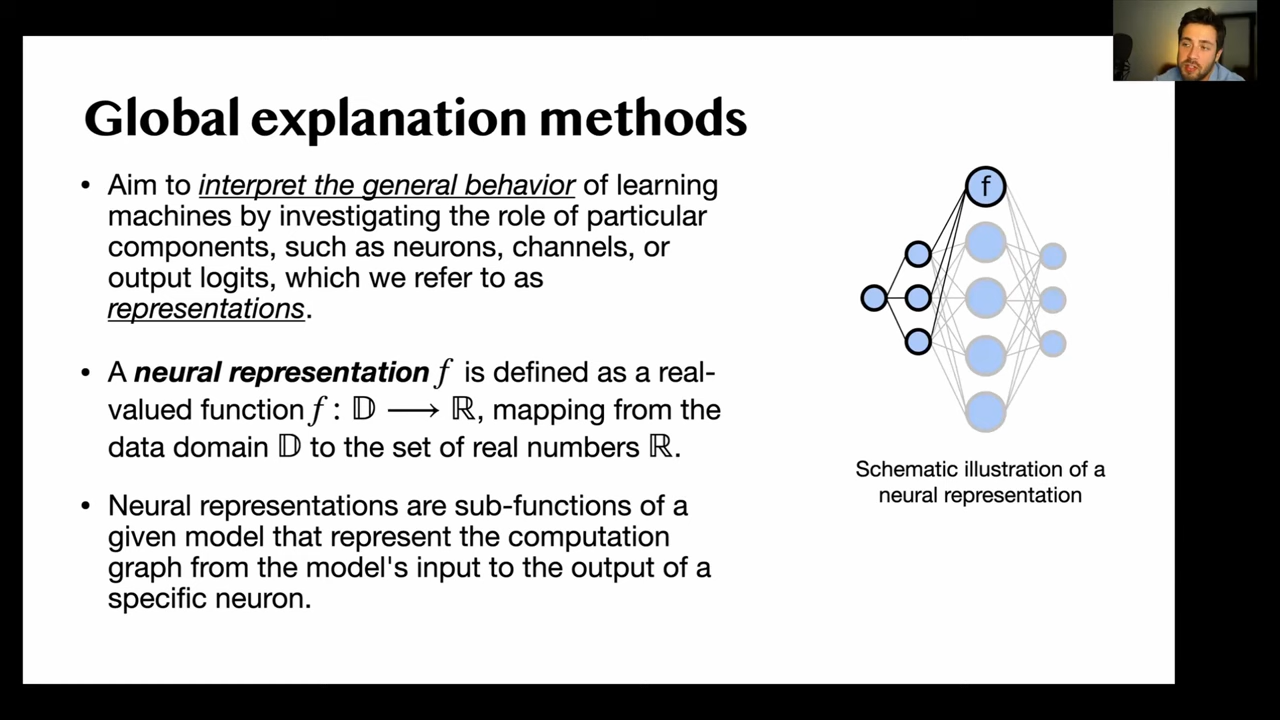 Global explanation methods
• Aim to interpret the general behavior of learning
machines by investigating the role of particular
components, such as neurons, channels, or
output logits, which we refer to as
representations.
• A neural representation f is defined as a real-
valued function f : 𝔻 ⟶ ℝ, mapping from the
data domain 𝔻 to the set of real numbers ℝ.
• Neural representations are sub-functions of a
given model that represent the computation
graph from the model's input to the output of a
specific neuron.
f
Schematic illustration of a
neural representation